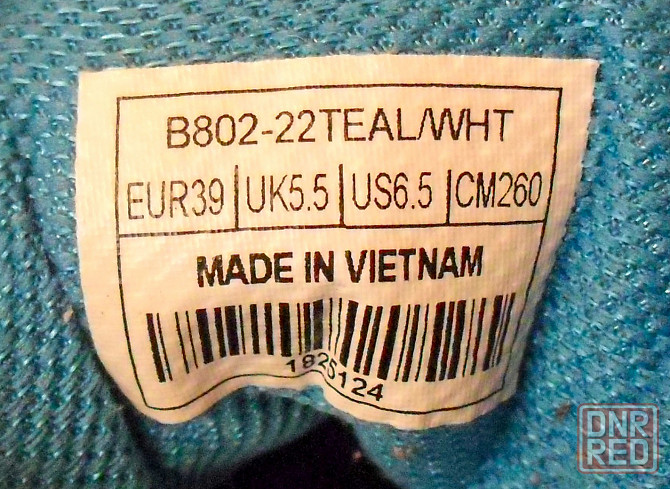 B802-22TEAL/WHT
EUR39 UK5.5 US6.5 CM260
MADE IN VIETNAM
1825124
DNR
RED